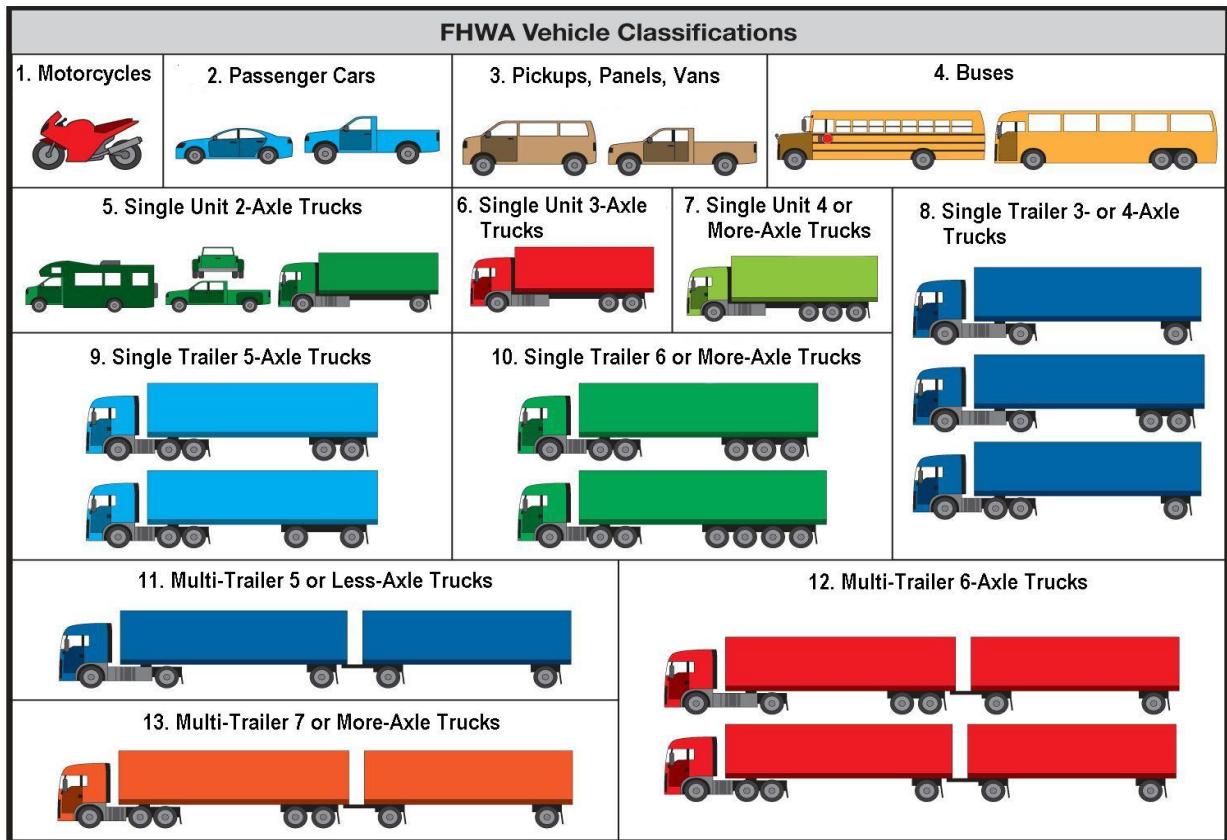 FHWA Vehicle Classifications
1. Motorcycles
2. Passenger Cars
3. Pickups, Panels, Vans
4. Buses
5. Single Unit 2-Axle Trucks
6. Single Unit 3-Axle
Trucks
7. Single Unit 4 or
More-Axle Trucks
8. Single Trailer 3- or 4-Axle
Trucks
9. Single Trailer 5-Axle Trucks
10. Single Trailer 6 or More-Axle Trucks
11. Multi-Trailer 5 or Less-Axle Trucks
12. Multi-Trailer 6-Axle Trucks
13. Multi-Trailer 7 or More-Axle Trucks